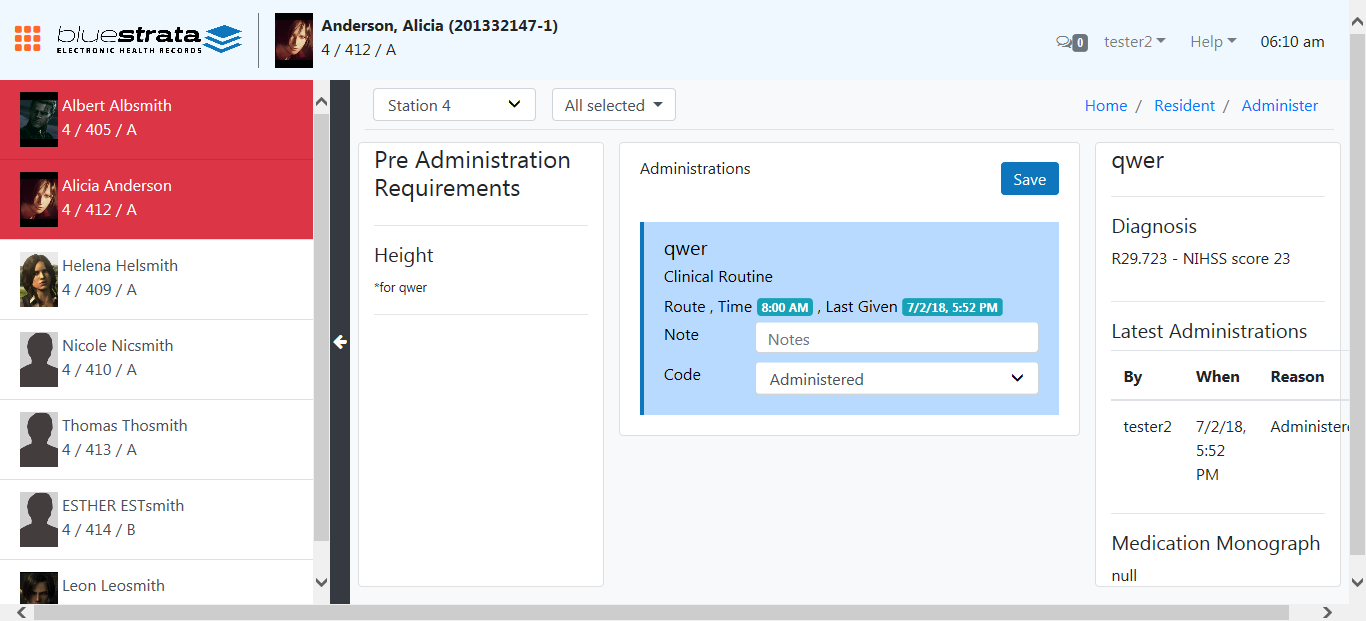 bluestrata
ELECTRONIC HEALTH RECORDS
Anderson, Alicia (201332147-1)
4 / 412 / A
0
tester2
Help
06:10 am
Albert Albsmith
4 / 405 / A
Alicia Anderson
4 / 412 / A
Helena Helsmith
4 / 409 / A
Nicole Nicsmith
4 / 410 / A
Thomas Thosmith
4 / 413 / A
ESTHER ESTsmith
4 / 414 / B
Leon Leosmith
Station 4
All selected
Home / Resident / Administer
Pre Administration
Requirements
Height
*for qwer
Administrations
Save
qwer
Clinical Routine
Route , Time 8:00 AM , Last Given 7/2/18, 5:52 PM
Note Notes
Code Administered
qwer
Diagnosis
R29.723 - NIHSS score 23
Latest Administrations
By When Reason
tester2 7/2/18, Administere
5:52
PM
Medication Monograph
null